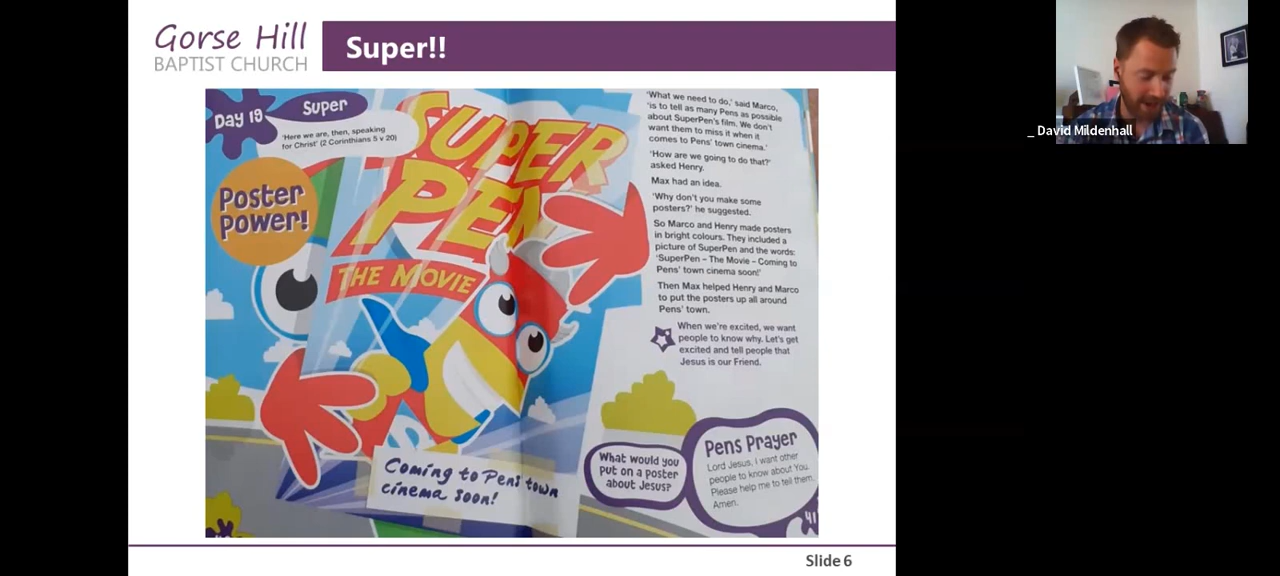 Gorse Hill
BAPTIST CHURCH
Super!!
Day 19
Super
'Here we are, then, speaking
for Christ' (2 Corinthians 5 v 20)
Poster
Power!
SUPER
PEN
THE MOVIE
Coming to Pens' town
cinema soon!
'What we need to do,' said Marco,
'is to tell as many Pens as possible
about SuperPen's film. We don't
want them to miss it when it
comes to Pens' town cinema.'
'How are we going to do that?'
asked Henry.
Max had an idea.
'Why don't you make some
posters?' he suggested.
So Marco and Henry made posters
in bright colours. They included a
picture of SuperPen and the words:
'SuperPen – The Movie – Coming to
Pens' town cinema soon!'
Then Max helped Henry and Marco
to put the posters up all around
Pens' town.
When we're excited, we want
people to know why. Let's get
excited and tell people that
Jesus is our Friend.
What would you
put on a poster
about Jesus?
Pens Prayer
Lord Jesus, I want other
people to know about You.
Please help me to tell them.
Amen.
41
Slide 6
_ David Mildenhall